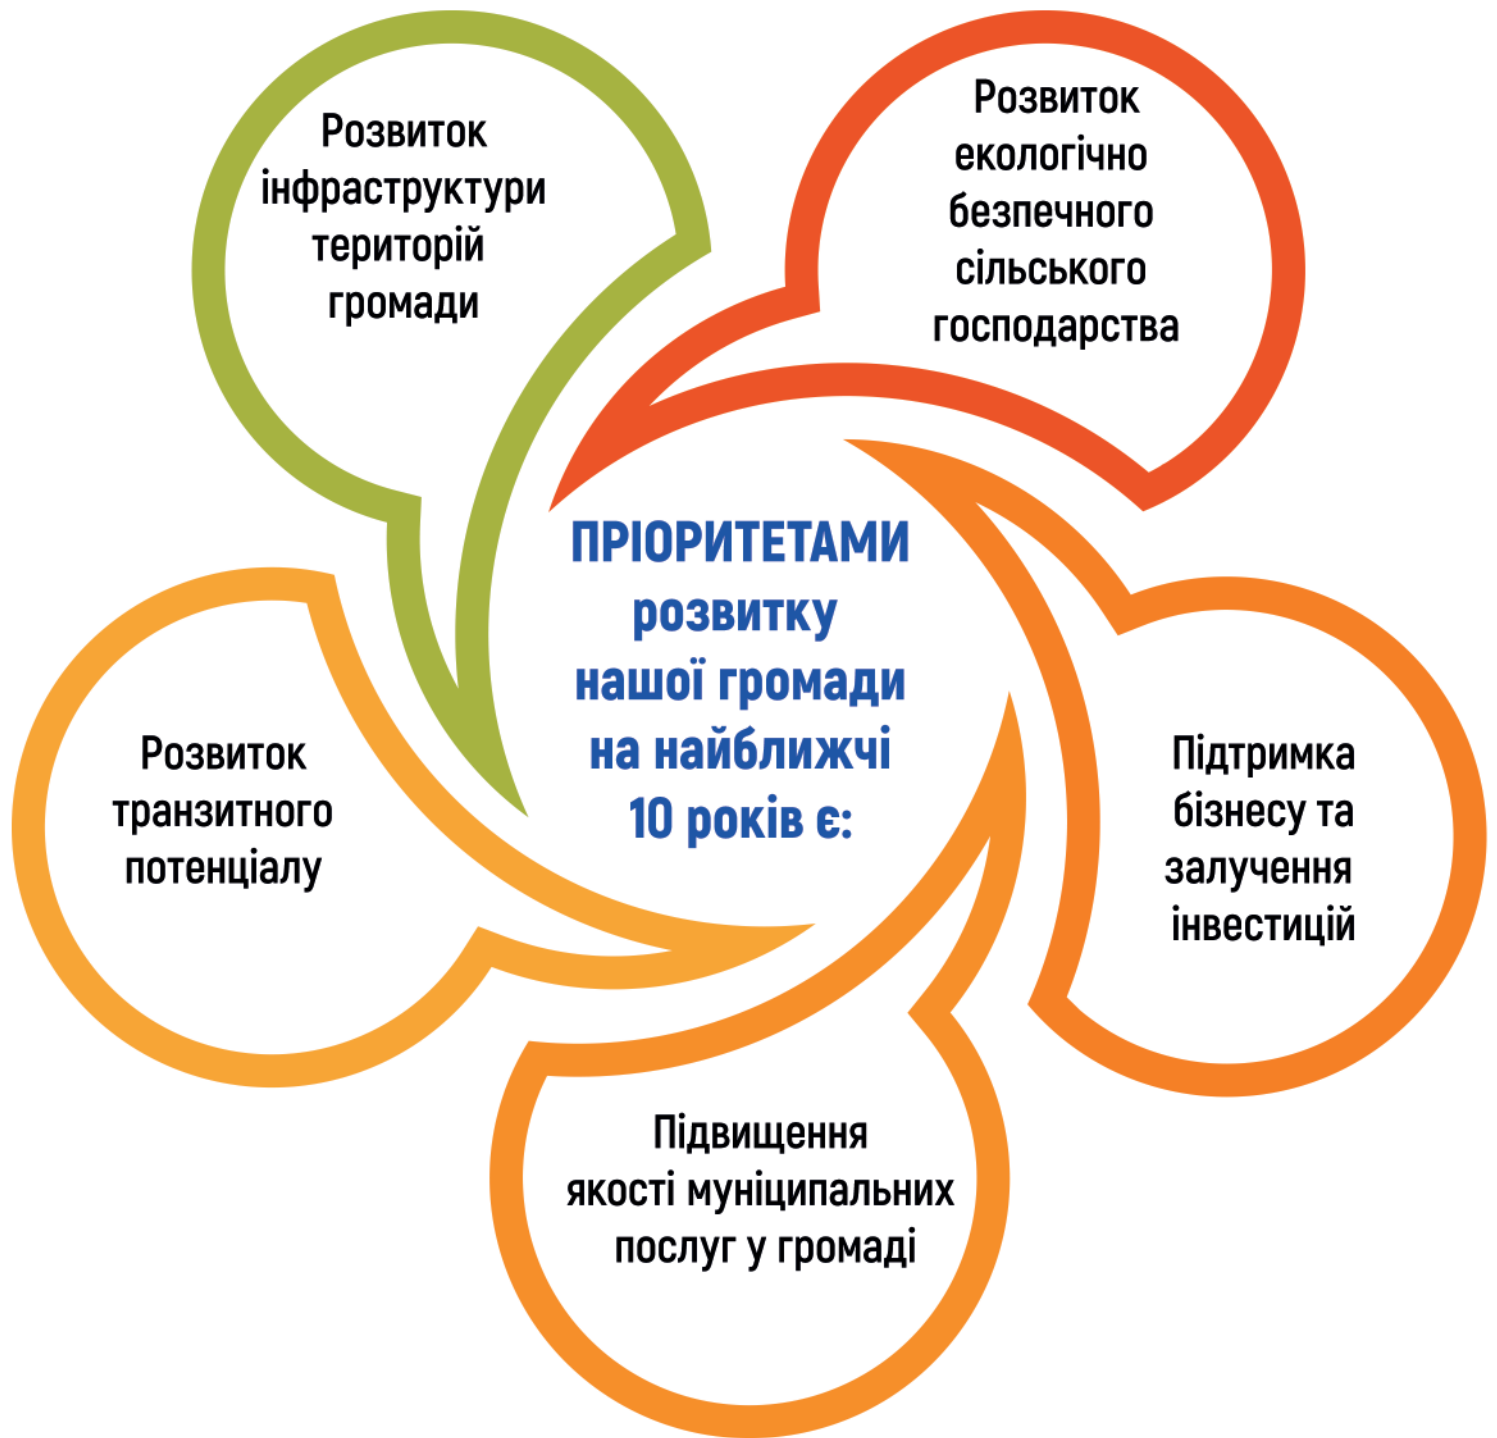 Розвиток
інфраструктури
територій
громади
Розвиток
екологічно
безпечного
сільського
господарства
ПРІОРИТЕТАМИ
розвитку
нашої громади
на найближчі
10 років є:
Розвиток
транзитного
потенціалу
Підтримка
бізнесу та
залучення
інвестицій
Підвищення
якості муніципальних
послуг у громаді